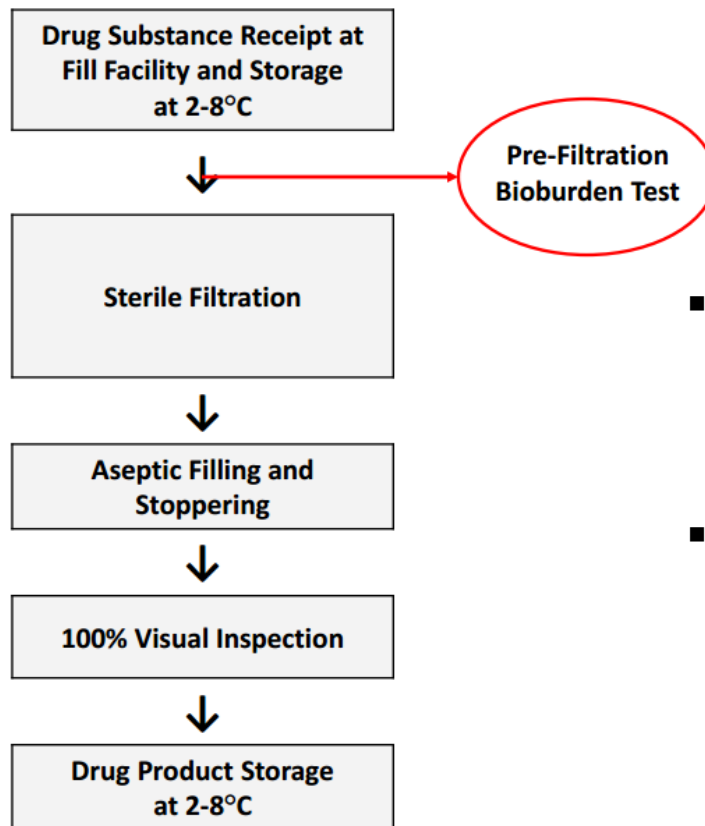 Drug Substance Receipt at
Fill Facility and Storage
at 2-8°C
Pre-Filtration
Bioburden Test
Sterile Filtration
Aseptic Filling and
Stoppering
100% Visual Inspection
Drug Product Storage
at 2-8°C